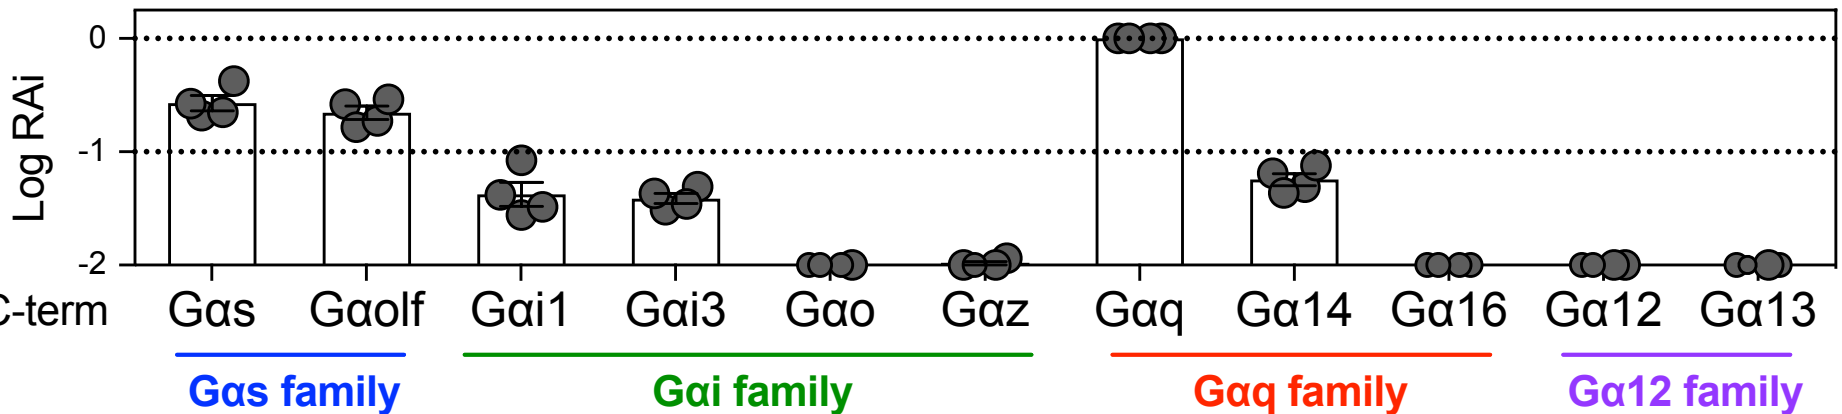 Log RAi
0
-1
-2
C-term Gαs Gαolf Gαi1 Gαi3 Gαo Gαz Gαq Gα14 Gα16 Gα12 Gα13
Gαs family Gαi family Gαq family Gα12 family